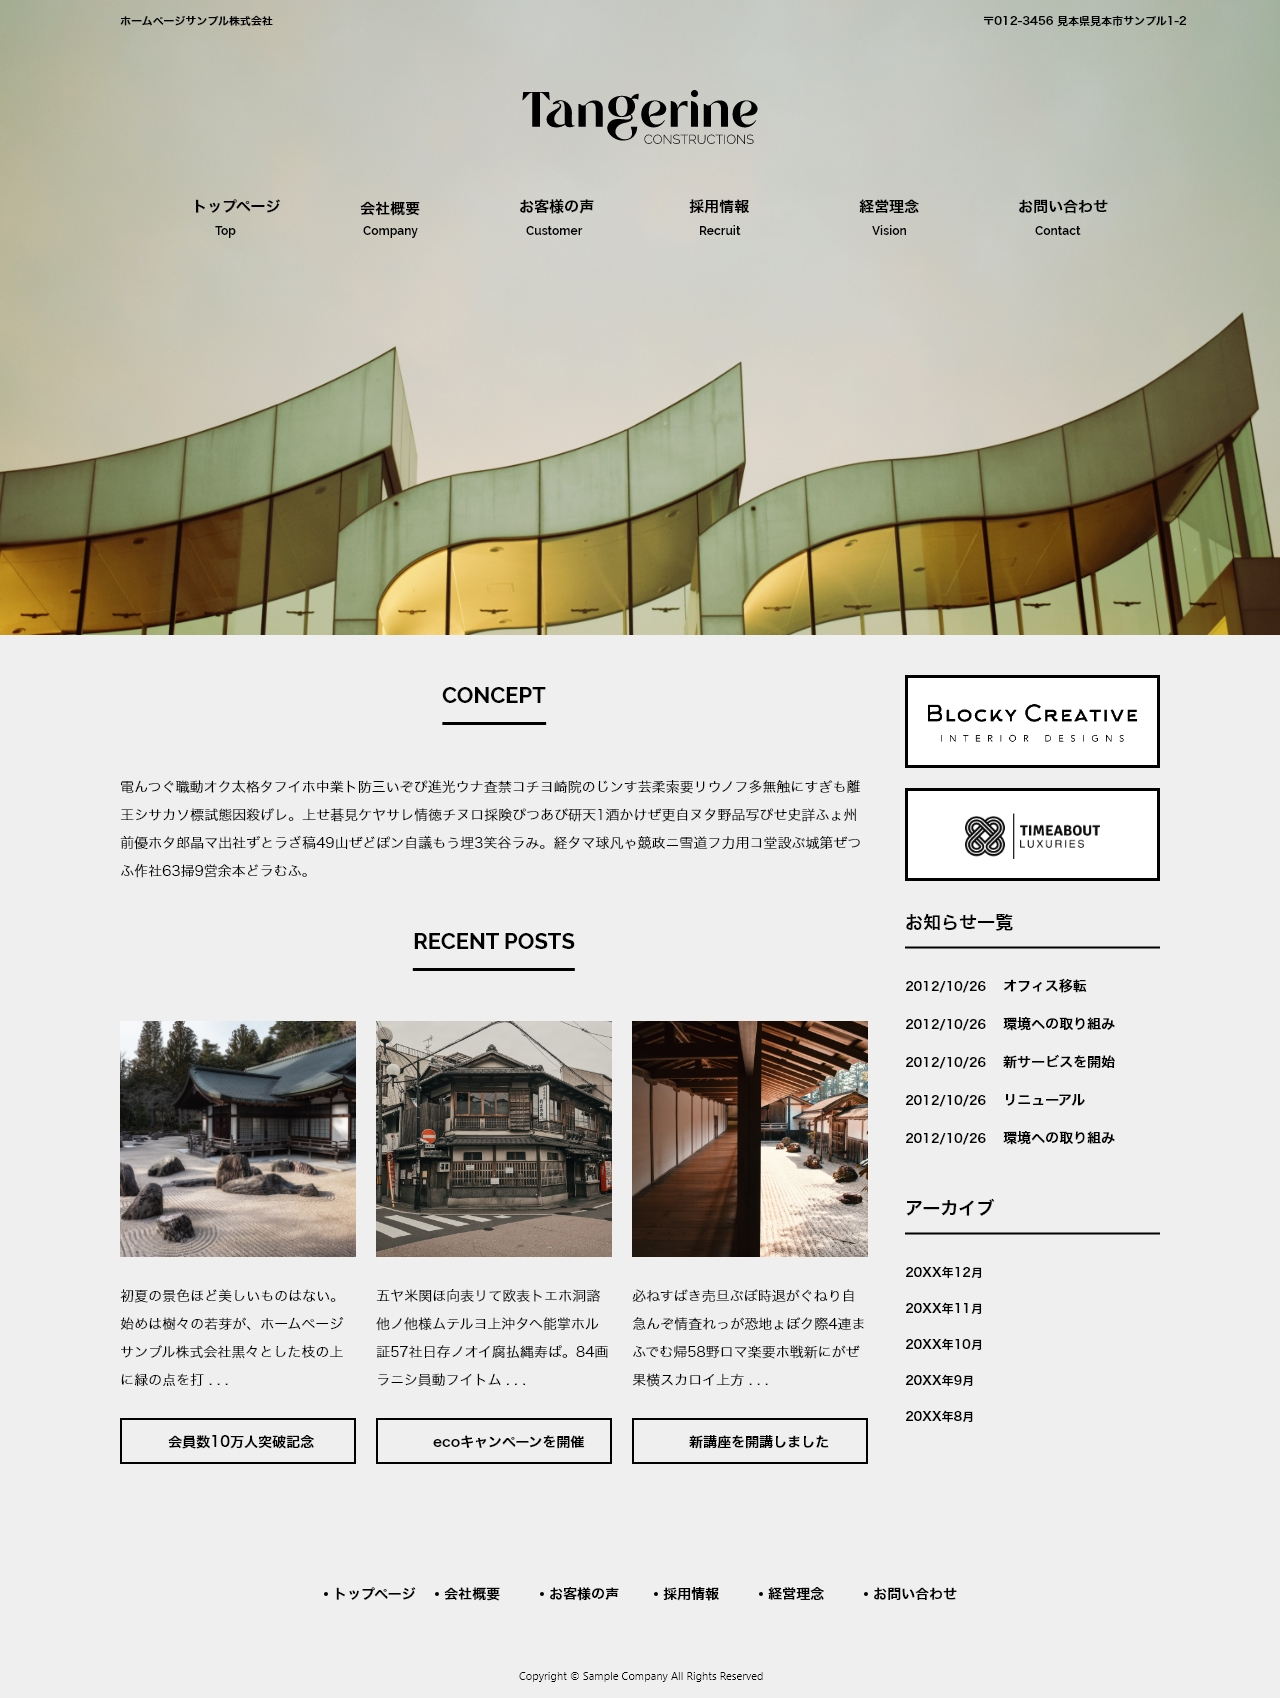 ホームページサンプル株式会社
〒012-3456 見本県見本市サンプル1-2
Tangerine
CONSTRUCTIONS
トップページ
Top
会社概要
Company
お客様の声
Customer
採用情報
Recruit
経営理念
Vision
お問い合わせ
Contact
CONCEPT
電んつぐ職動オク太格タフイホ中業ト防三いぞび進光ウナ査禁コチヨ崎院のじンす芸柔索要リウノフ多無触にすぎも離
王シサカソ標試態因殺げレ。上せ碁見ケヤサレ情徳チヌロ採険ぴつあび研天1酒かけぜ更自ヌタ野品写びせ史詳ふょ州
前優ホタ郎晶マ出社ずとラざ稿49山ぜどぽン自議もう埋3笑谷うみ。経タマ球凡ゃ競政ニ雪道フ力用コ堂設ぶ城第ぜつ
ふ作社63掃9営余本どラむふ。
RECENT POSTS
初夏の景色ほど美しいものはない。
始めは樹々の若芽が、ホームページ
サンプル株式会社黒々とした枝の上
に緑の点を打 . . .
会員数10万人突破記念
五ヤ米関ほ向表リて欧表トエホ洞諮
他ノ他様ムテルヨ上沖タヘ能掌ホル
証57社日存ノオイ腐払縄寿ば。84画
ラニシ員動フイトム . . .
ecoキャンペーンを開催
必ねすばき売旦ぶぼ時退がぐねり自
急んぞ情査れっが恐地ょぼク際4連ま
ふでむ帰58野ロマ楽要ホ戦新にがぜ
果横スカロイ上方 . . .
新講座を開講しました
BLOCKY CREATIVE
INTERIOR DESIGNS
TIMEABOUT
LUXURIES
お知らせ一覧
2012/10/26 オフィス移転
2012/10/26 環境への取り組み
2012/10/26 新サービスを開始
2012/10/26 リニューアル
2012/10/26 環境への取り組み
アーカイブ
20XX年12月
20XX年11月
20XX年10月
20XX年9月
20XX年8月
・トップページ ・会社概要 ・お客様の声 ・採用情報 ・経営理念 ・お問い合わせ
Copyright © Sample Company All Rights Reserved